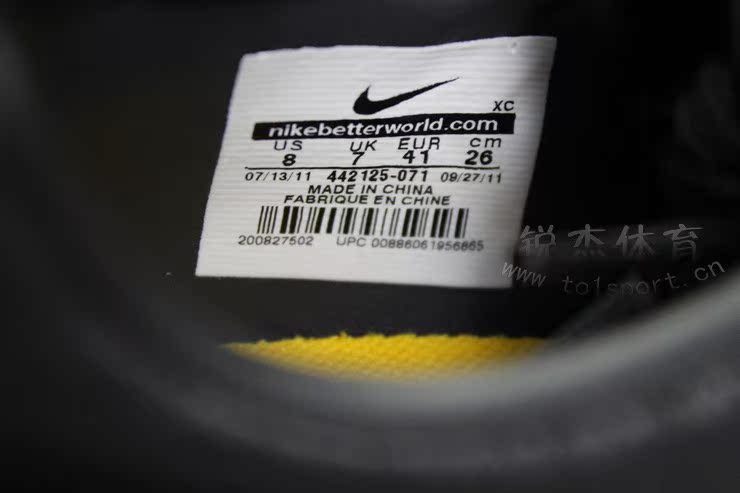 XC
nikebetterworld.com
US UK EUR cm
8 7 41 26
07/13/11 442125-071 09/27/11
MADE IN CHINA
FABRIQUE EN CHINE
200827502 UPC 00886061956865
锐杰体育
www.to1sport.cn